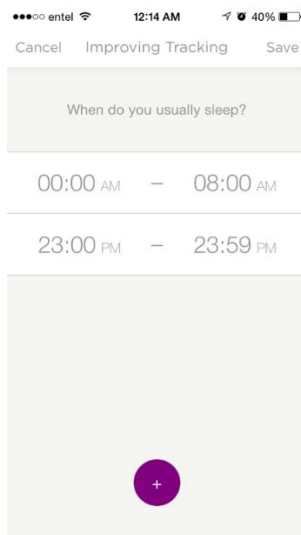 entel 12:14 AM 40%
Cancel Improving Tracking Save
When do you usually sleep?
00:00 AM – 08:00 AM
23:00 PM – 23:59 PM
+